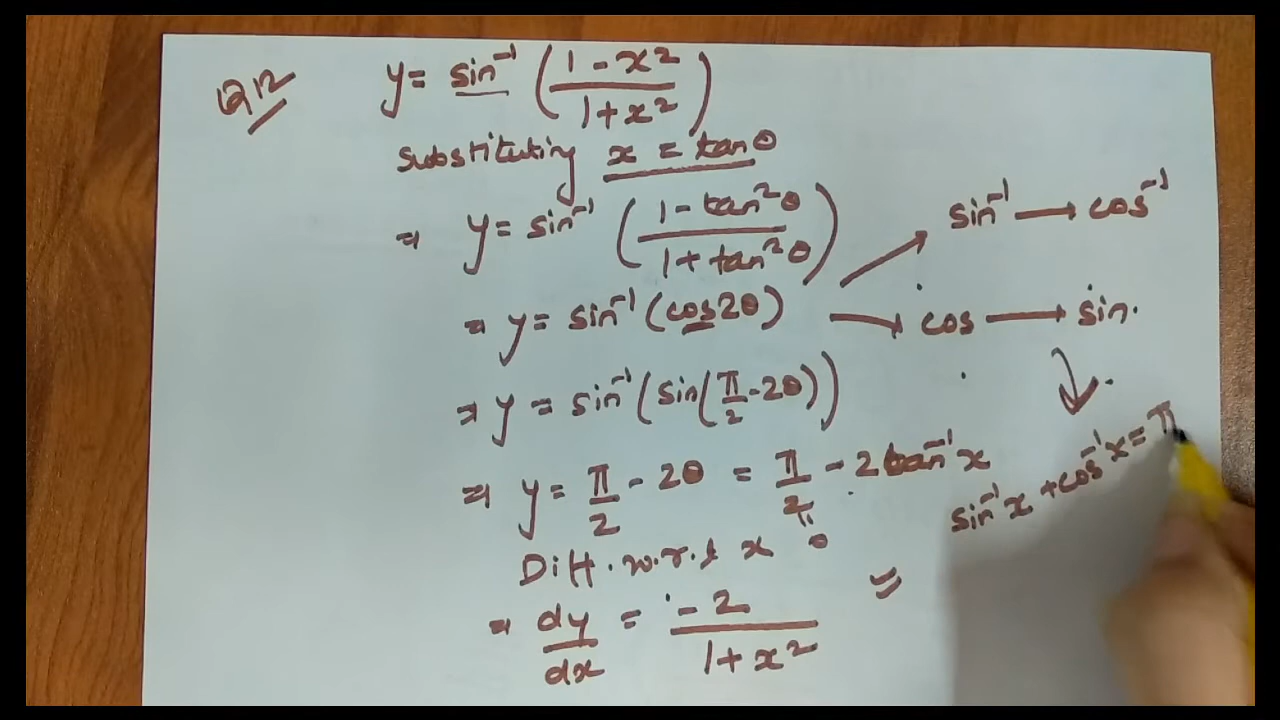 Q12 y = sin⁻¹ ( (1 - x²) / (1 + x²) )
Substituting x = tanθ
⇒ y = sin⁻¹ ( (1 - tan²θ) / (1 + tan²θ) )
sin⁻¹ → cos⁻¹
⇒ y = sin⁻¹ (cos2θ)
cos → sin.
⇒ y = sin⁻¹ (sin(π/2 - 2θ))
⇒ y = π/2 - 2θ = π/2 - 2 tan⁻¹x
sin⁻¹x + cos⁻¹x = π
Diff. w.r.t x
⇒ dy/dx = -2 / (1 + x²)